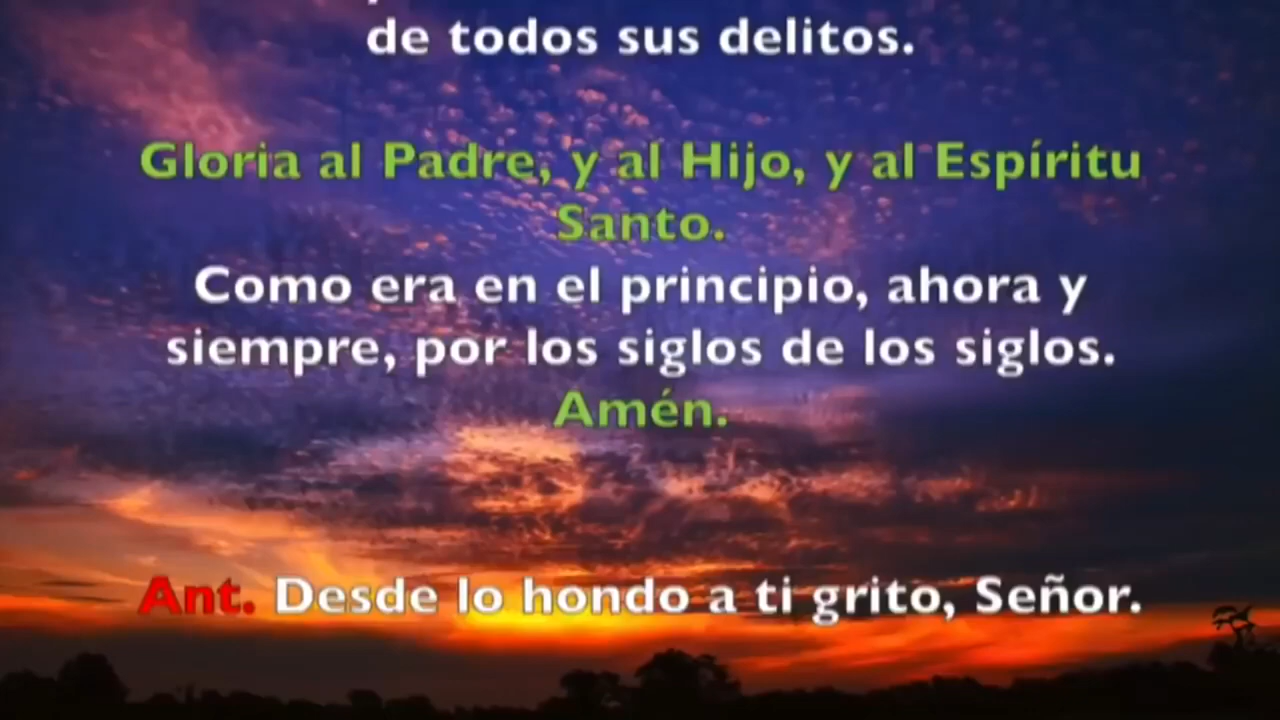 de todos sus delitos.
Gloria al Padre, y al Hijo, y al Espíritu
Santo.
Como era en el principio, ahora y
siempre, por los siglos de los siglos.
Amén.
Ant. Desde lo hondo a ti grito, Señor.